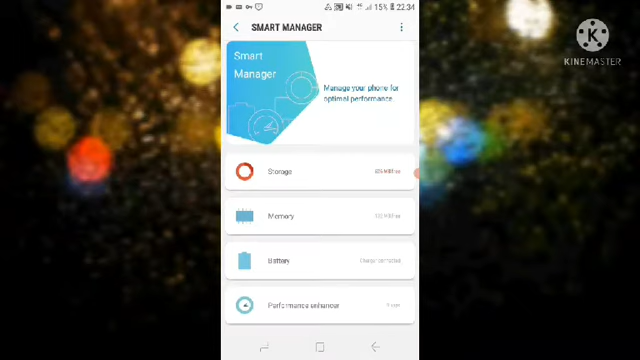 15% 22:34
SMART MANAGER
Smart
Manager
Manage your phone for
optimal performance.
Storage
Memory
Battery
Performance enhancer
KINEMASTER